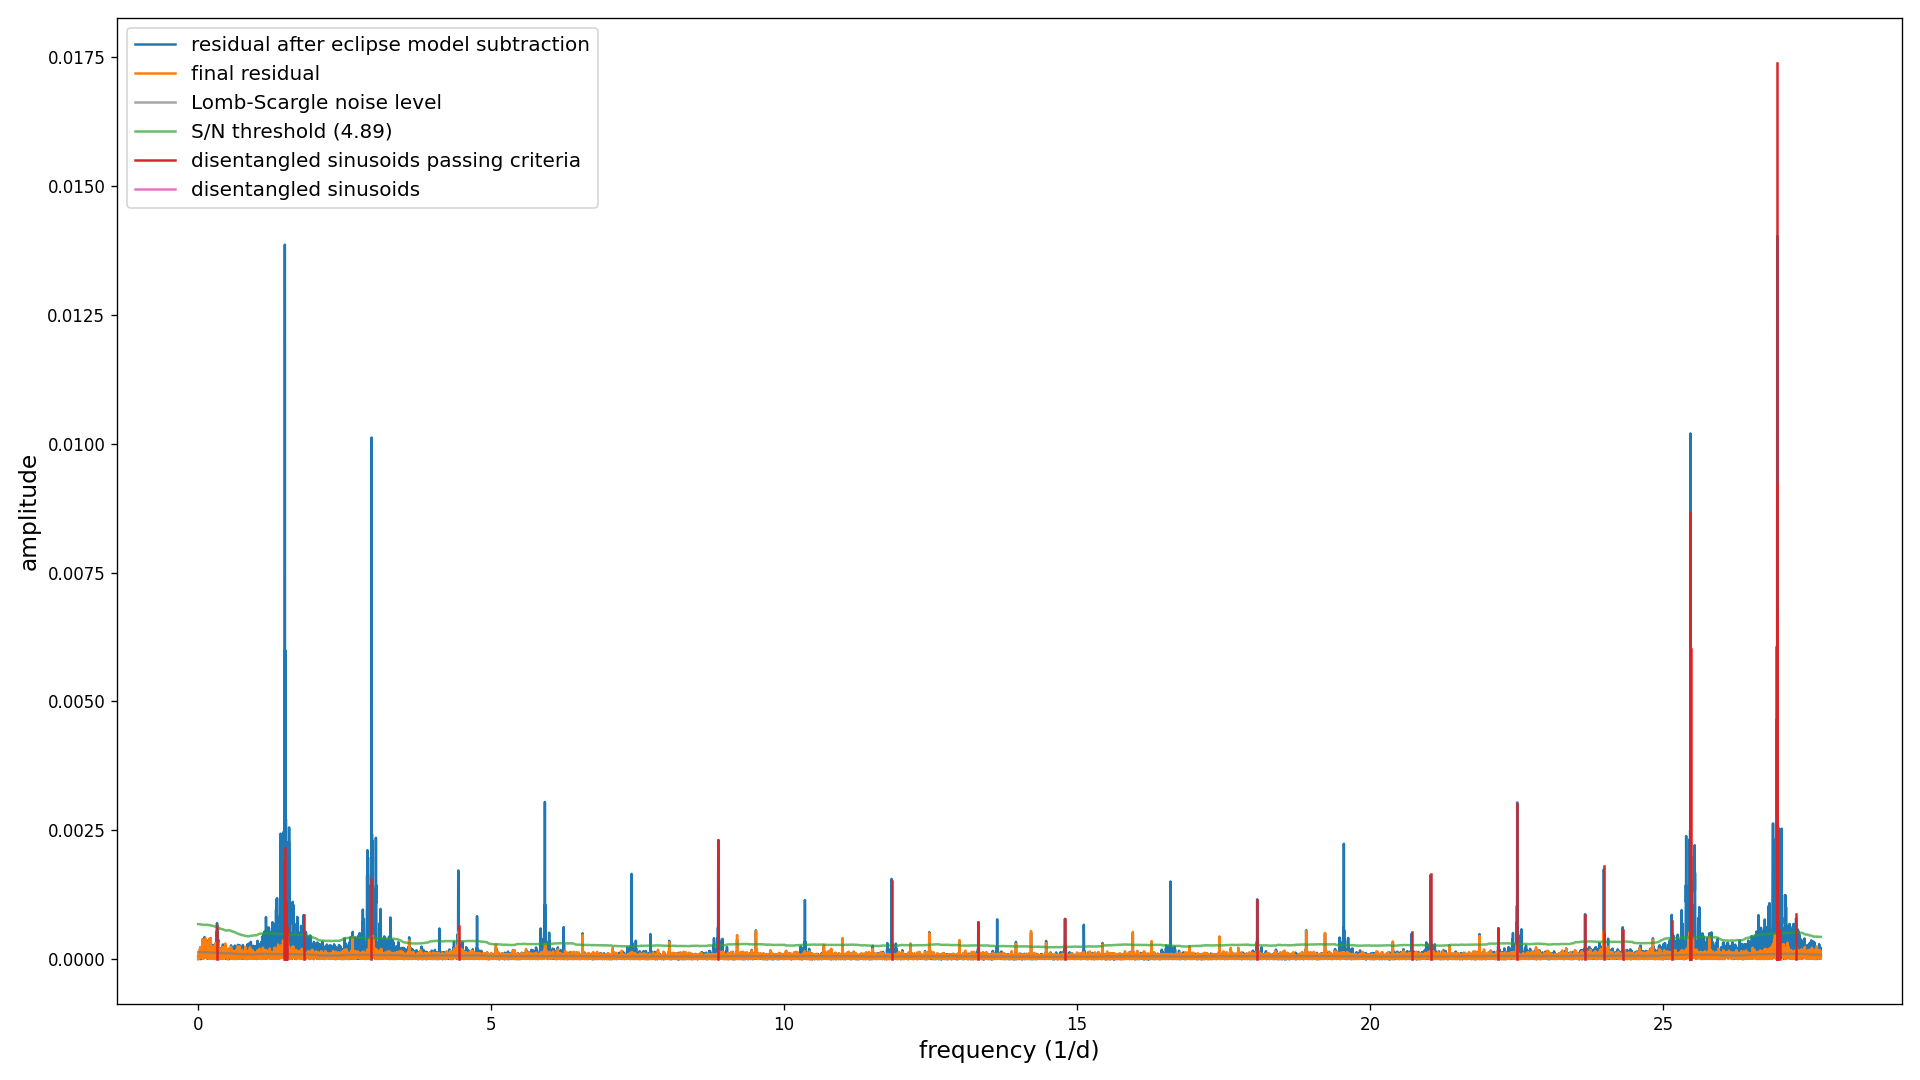 residual after eclipse model subtraction
final residual
Lomb-Scargle noise level
S/N threshold (4.89)
disentangled sinusoids passing criteria
disentangled sinusoids
0.0175
0.0150
0.0125
0.0100
0.0075
0.0050
0.0025
0.0000
amplitude
0 5 10 15 20 25
frequency (1/d)